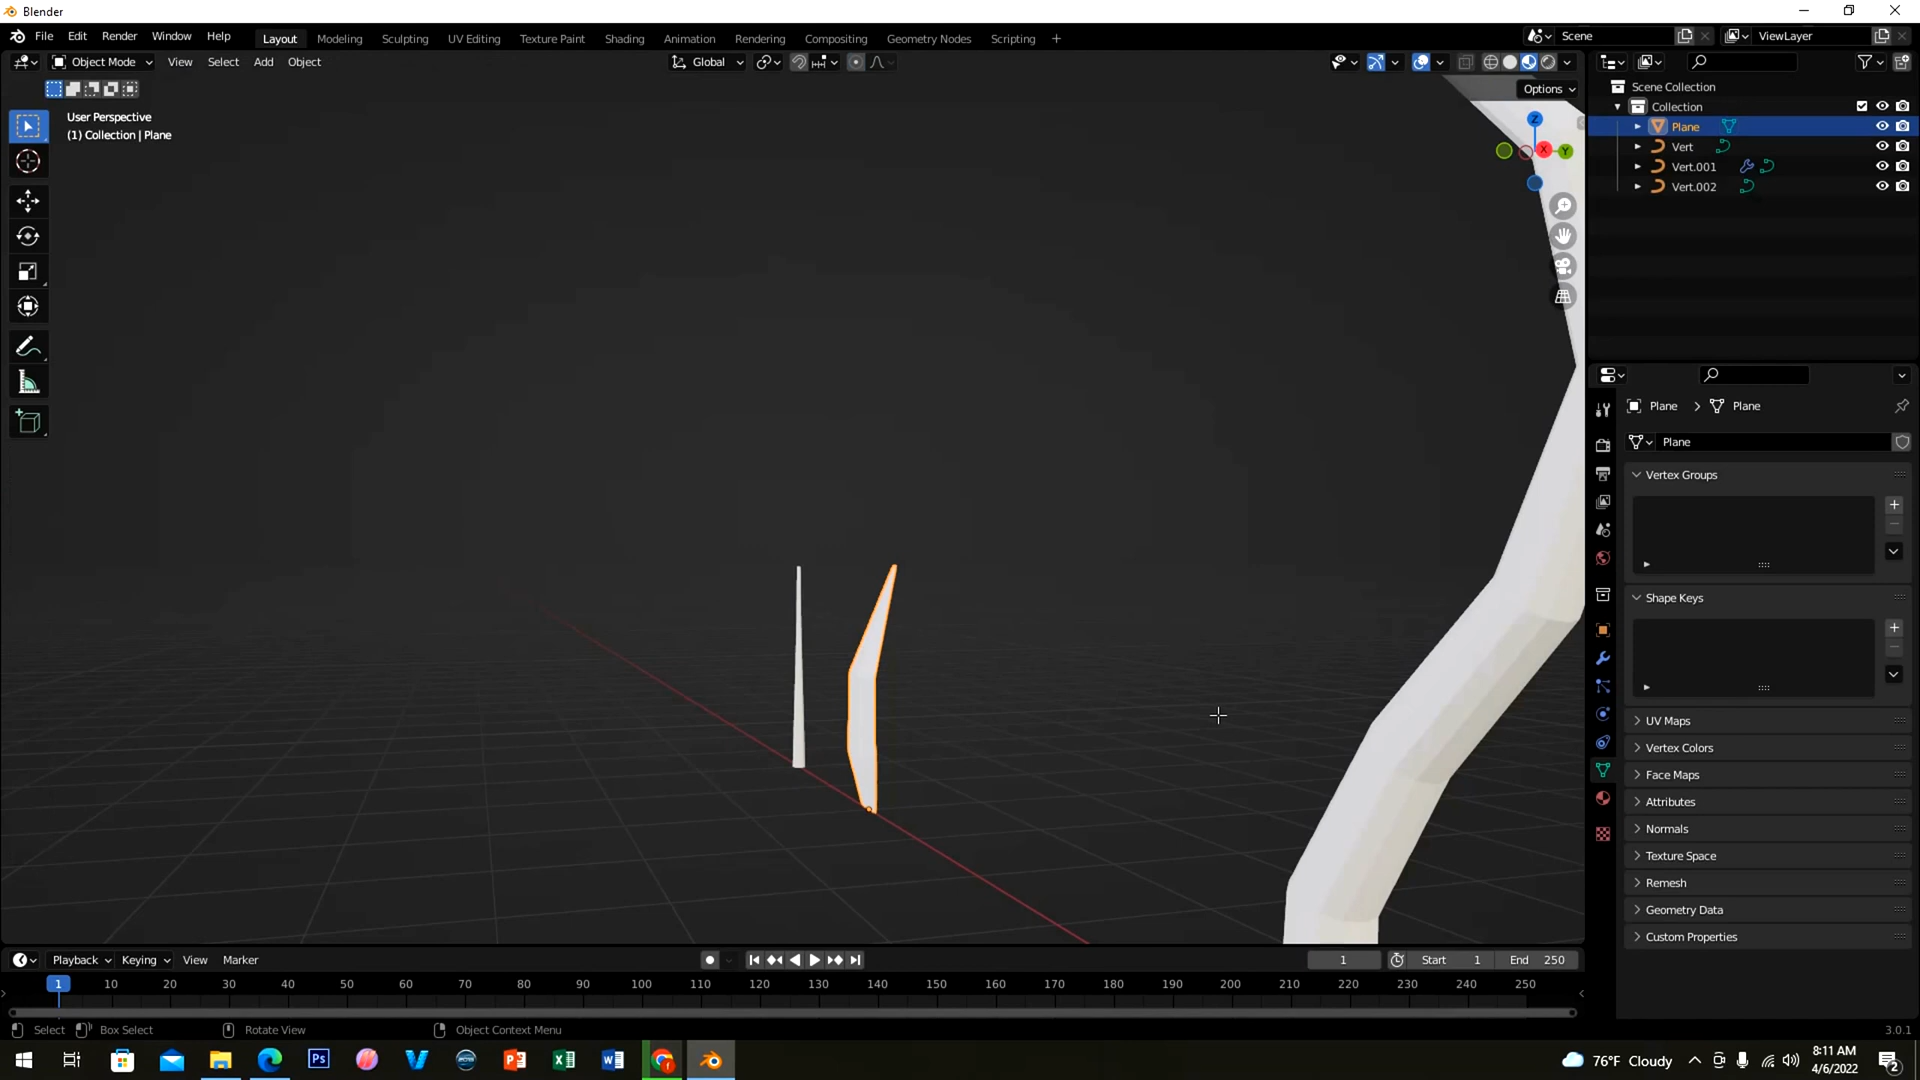 Blender
File Edit Render Window Help Layout Modeling Sculpting UV Editing Texture Paint Shading Animation Rendering Compositing Geometry Nodes Scripting + Scene ViewLayer
Object Mode View Select Add Object Global
Options
User Perspective
(1) Collection | Plane
Z
X
Y
Scene Collection
Collection
Plane
Vert
Vert.001
Vert.002
Plane > Plane
Plane
Vertex Groups
Shape Keys
UV Maps
Vertex Colors
Face Maps
Attributes
Normals
Texture Space
Remesh
Geometry Data
Custom Properties
Playback Keying View Marker 1 Start 1 End 250
1 10 20 30 40 50 60 70 80 90 100 110 120 130 140 150 160 170 180 190 200 210 220 230 240 250
Select Box Select Rotate View Object Context Menu 3.0.1
76°F Cloudy
8:11 AM
4/6/2022
2